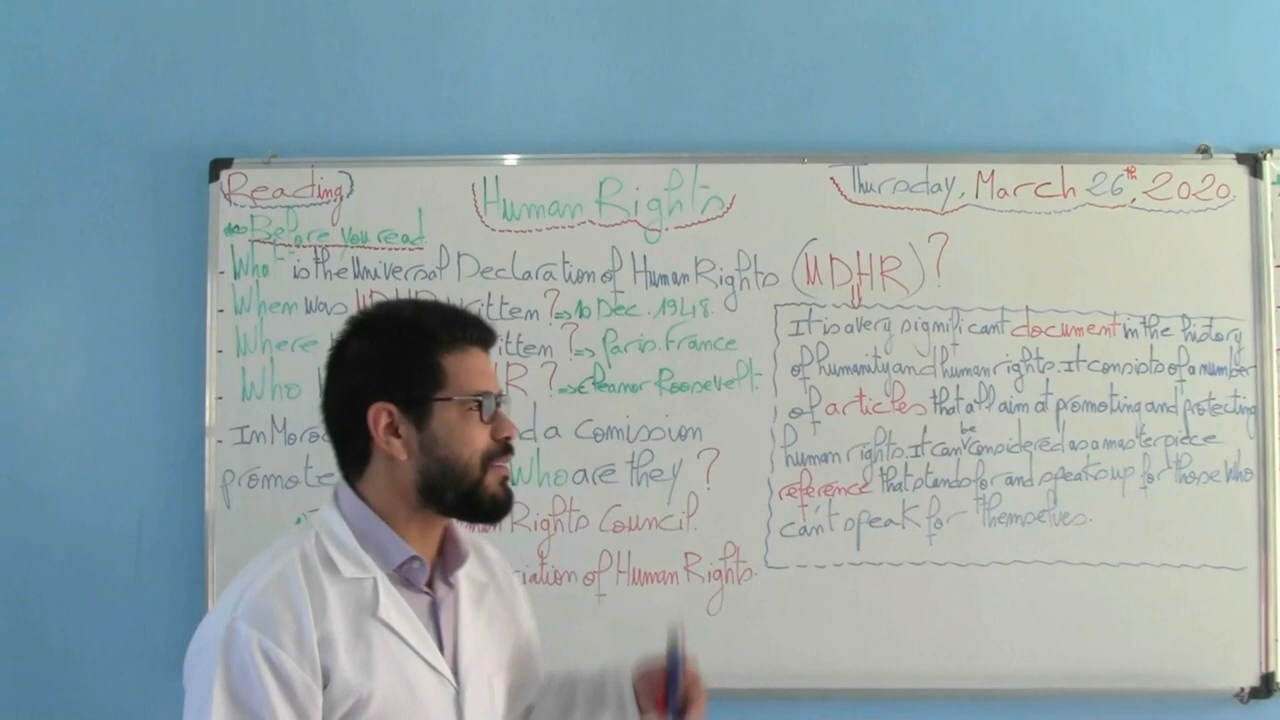 Reading
Human Rights
Thursday, March 26th, 2020.
Before you read
- What is the Universal Declaration of Human Rights (UDHR)?
- When was UDHR written? => 10 Dec. 1948.
- Where written? => Paris. France
- Who ? => Eleanor Roosevelt.
- In and a comission
promote Who are they?
Rights Council.
of Human Rights.
It is a very significant document in the history
of humanity and human rights. It consists of a number
of articles that all aim at promoting and protecting
human rights. It can be considered as a masterpiece
reference that stands for and speaks up for those who
can't speak for themselves.